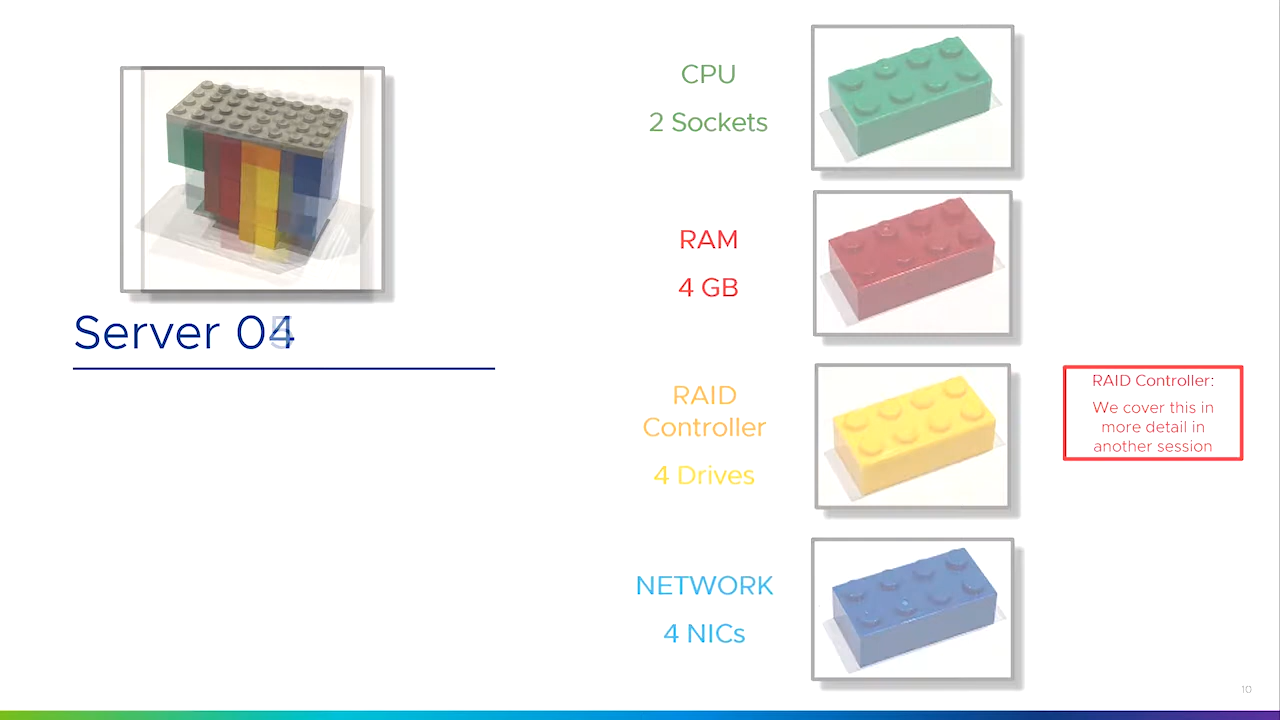 CPU
2 Sockets
RAM
4 GB
Server 04
RAID
Controller
4 Drives
RAID Controller:
We cover this in
more detail in
another session
NETWORK
4 NICs
10